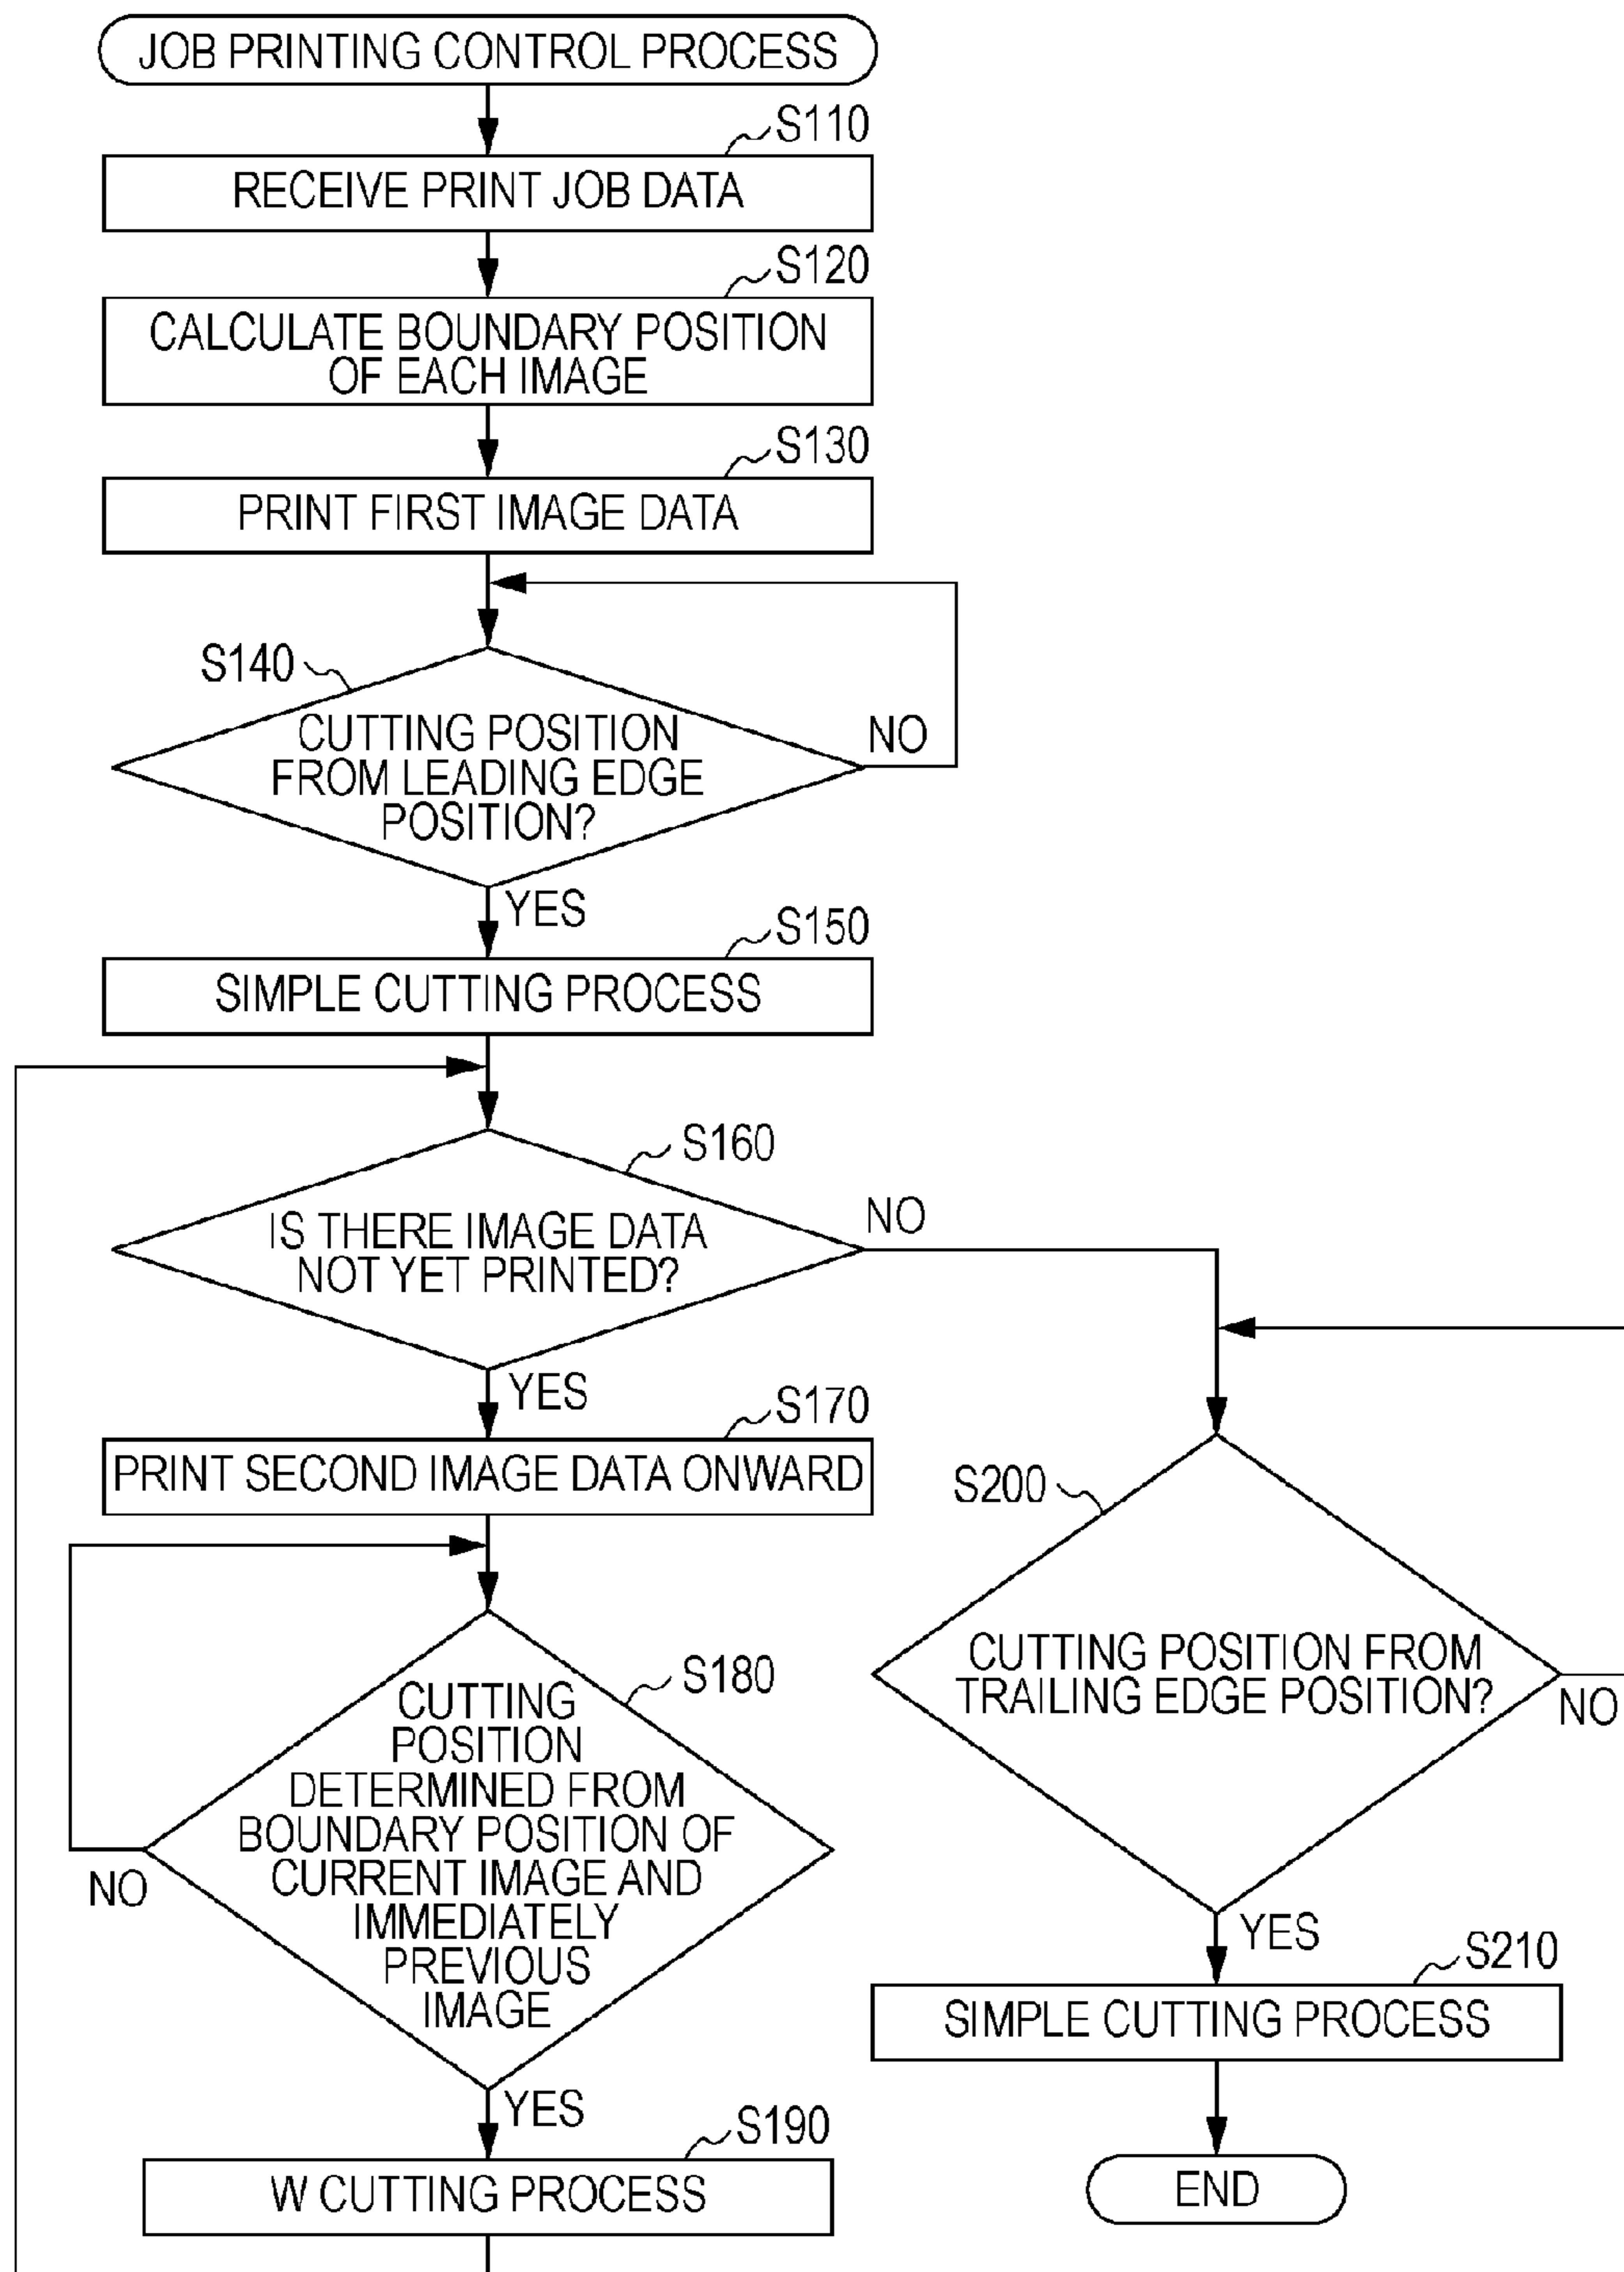 JOB PRINTING CONTROL PROCESS
S110
RECEIVE PRINT JOB DATA
S120
CALCULATE BOUNDARY POSITION
OF EACH IMAGE
S130
PRINT FIRST IMAGE DATA
S140
CUTTING POSITION
FROM LEADING EDGE
POSITION?
NO
YES
S150
SIMPLE CUTTING PROCESS
S160
IS THERE IMAGE DATA
NOT YET PRINTED?
NO
YES
S170
PRINT SECOND IMAGE DATA ONWARD
S180
CUTTING
POSITION
DETERMINED FROM
BOUNDARY POSITION OF
CURRENT IMAGE AND
IMMEDIATELY
PREVIOUS
IMAGE
NO
YES
S190
W CUTTING PROCESS
S200
CUTTING POSITION FROM
TRAILING EDGE POSITION?
NO
YES
S210
SIMPLE CUTTING PROCESS
END